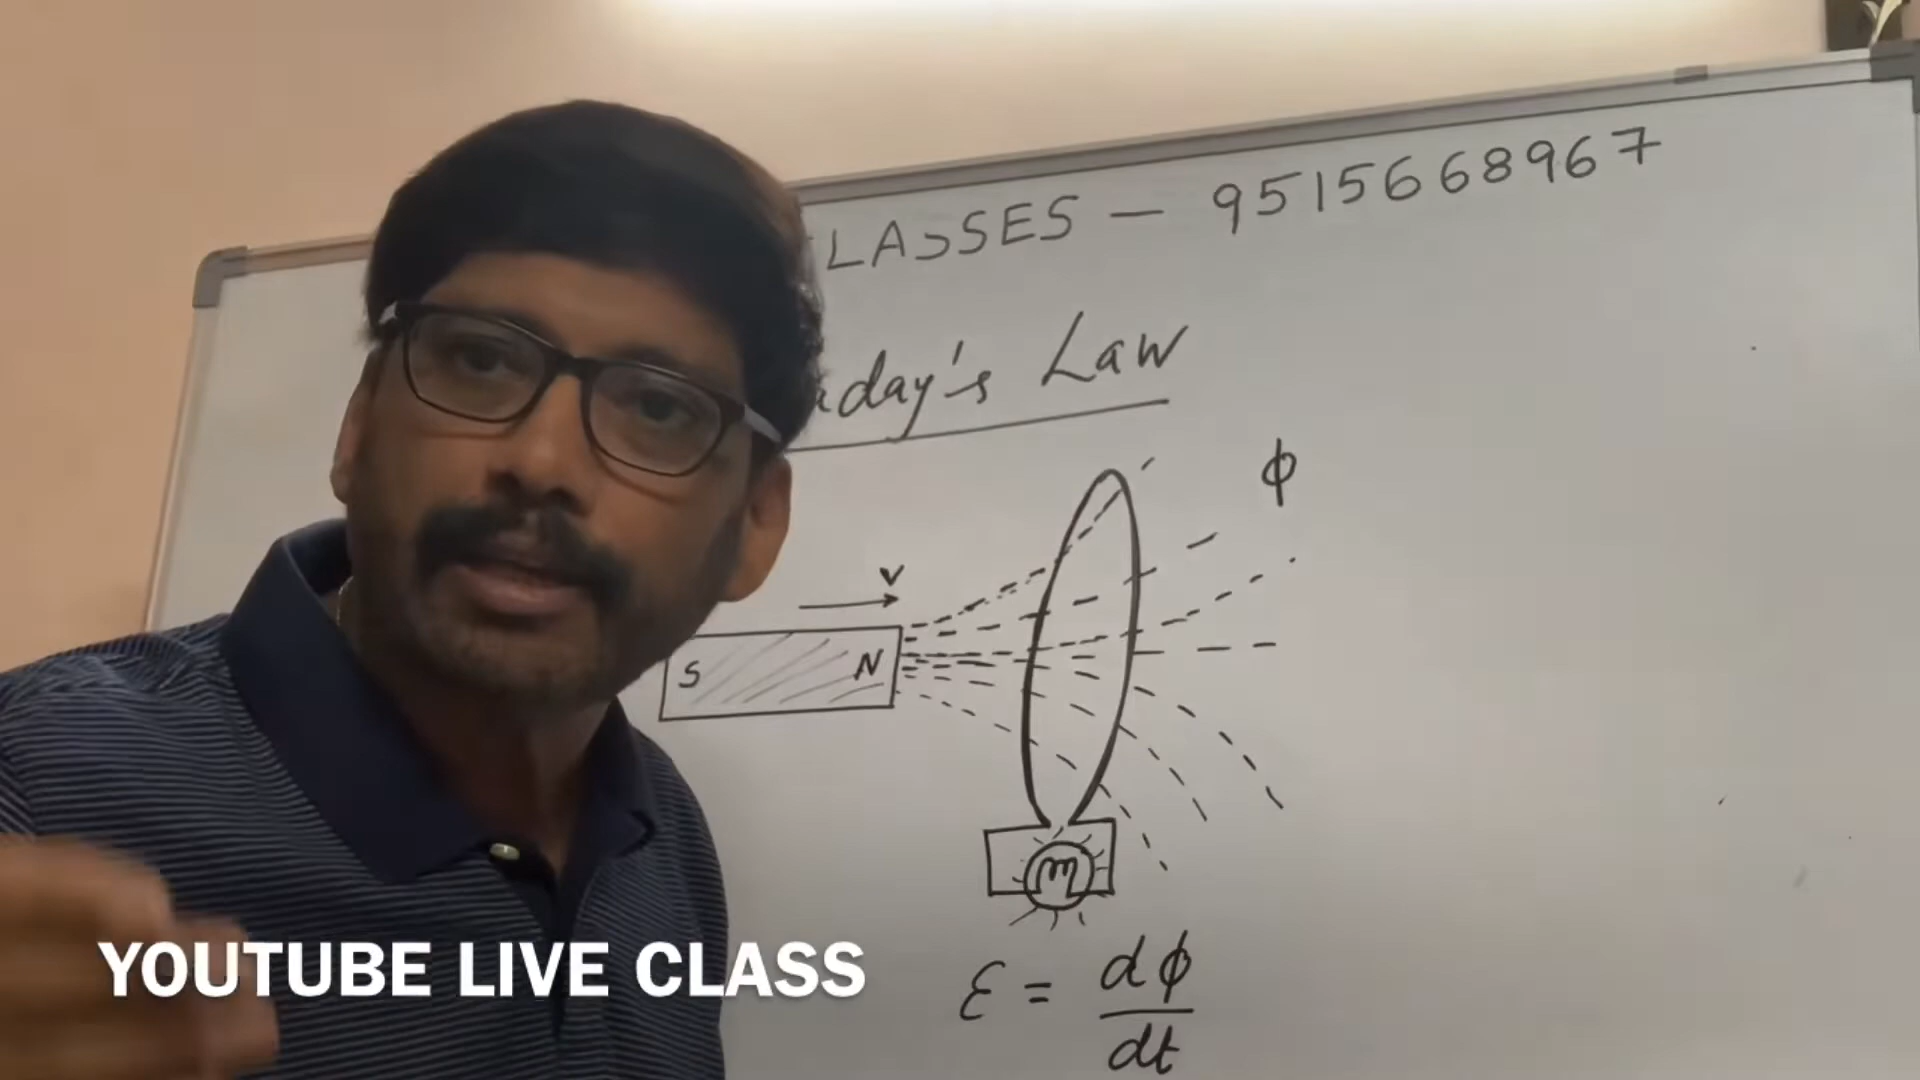 LASSES — 9515668967
aday's Law
ϕ
v
S N
ε = dϕ/dt
YOUTUBE LIVE CLASS